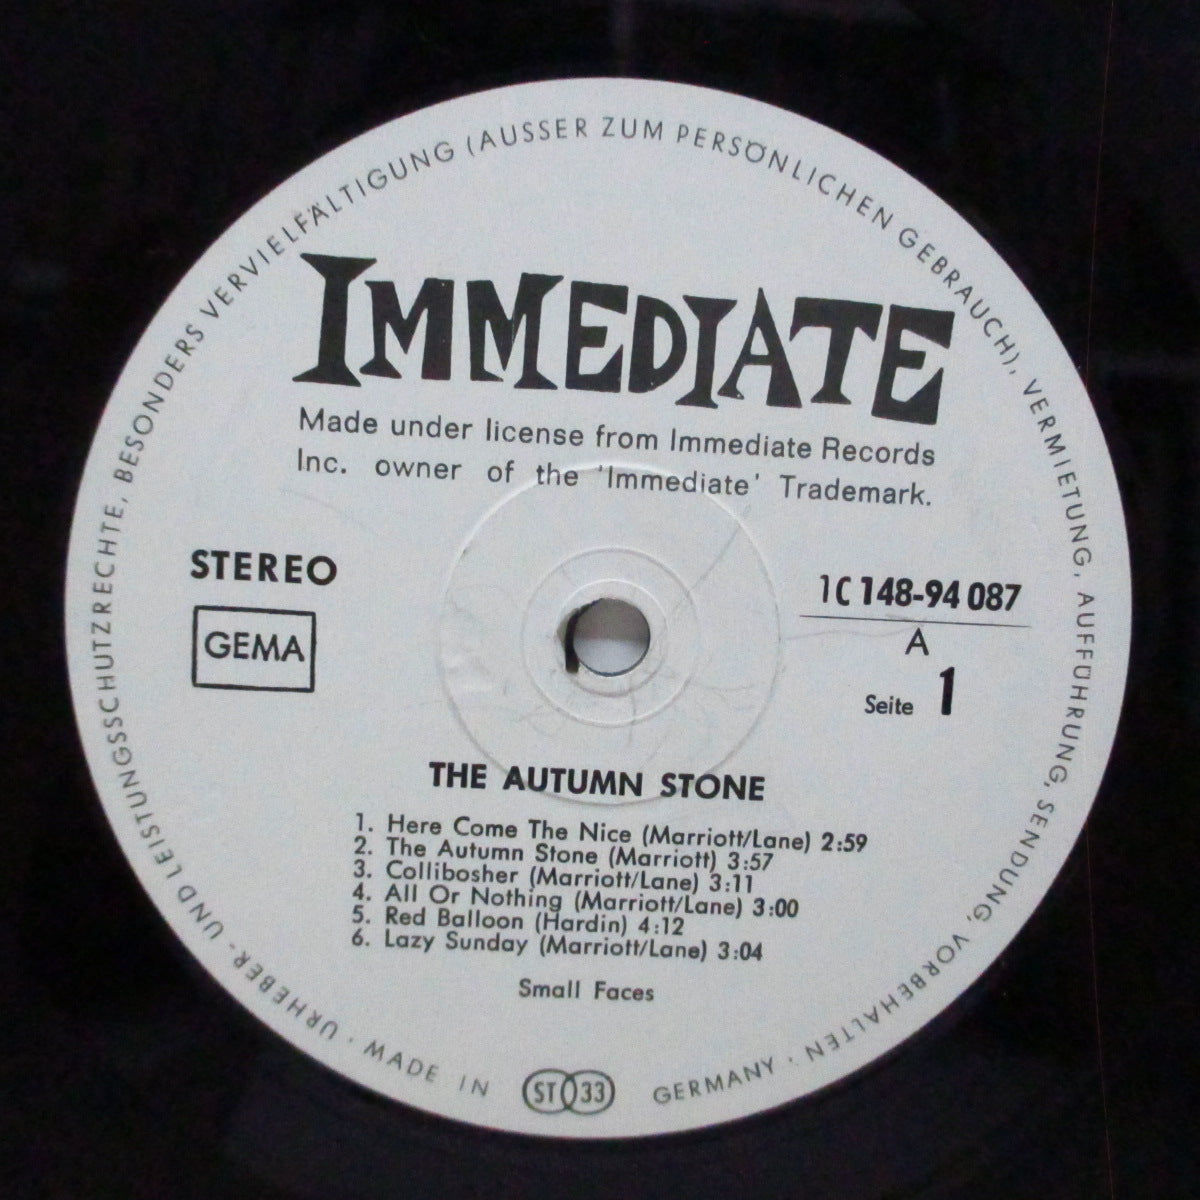 URHEBER- UND LEISTUNGSSCHUTZRECHTE, BESONDERS VERVIELFÄLTIGUNG (AUSSER ZUM PERSÖNLICHEN GEBRAUCH), VERMIETUNG, AUFFÜHRUNG, SENDUNG, VORBEHALTEN · MADE IN GERMANY ·
IMMEDIATE
Made under license from Immediate Records
Inc. owner of the 'Immediate' Trademark.
STEREO
GEMA
1C 148-94 087
A
Seite 1
THE AUTUMN STONE
1. Here Come The Nice (Marriott/Lane) 2:59
2. The Autumn Stone (Marriott) 3:57
3. Collibosher (Marriott/Lane) 3:11
4. All Or Nothing (Marriott/Lane) 3:00
5. Red Balloon (Hardin) 4:12
6. Lazy Sunday (Marriott/Lane) 3:04
Small Faces
ST 33